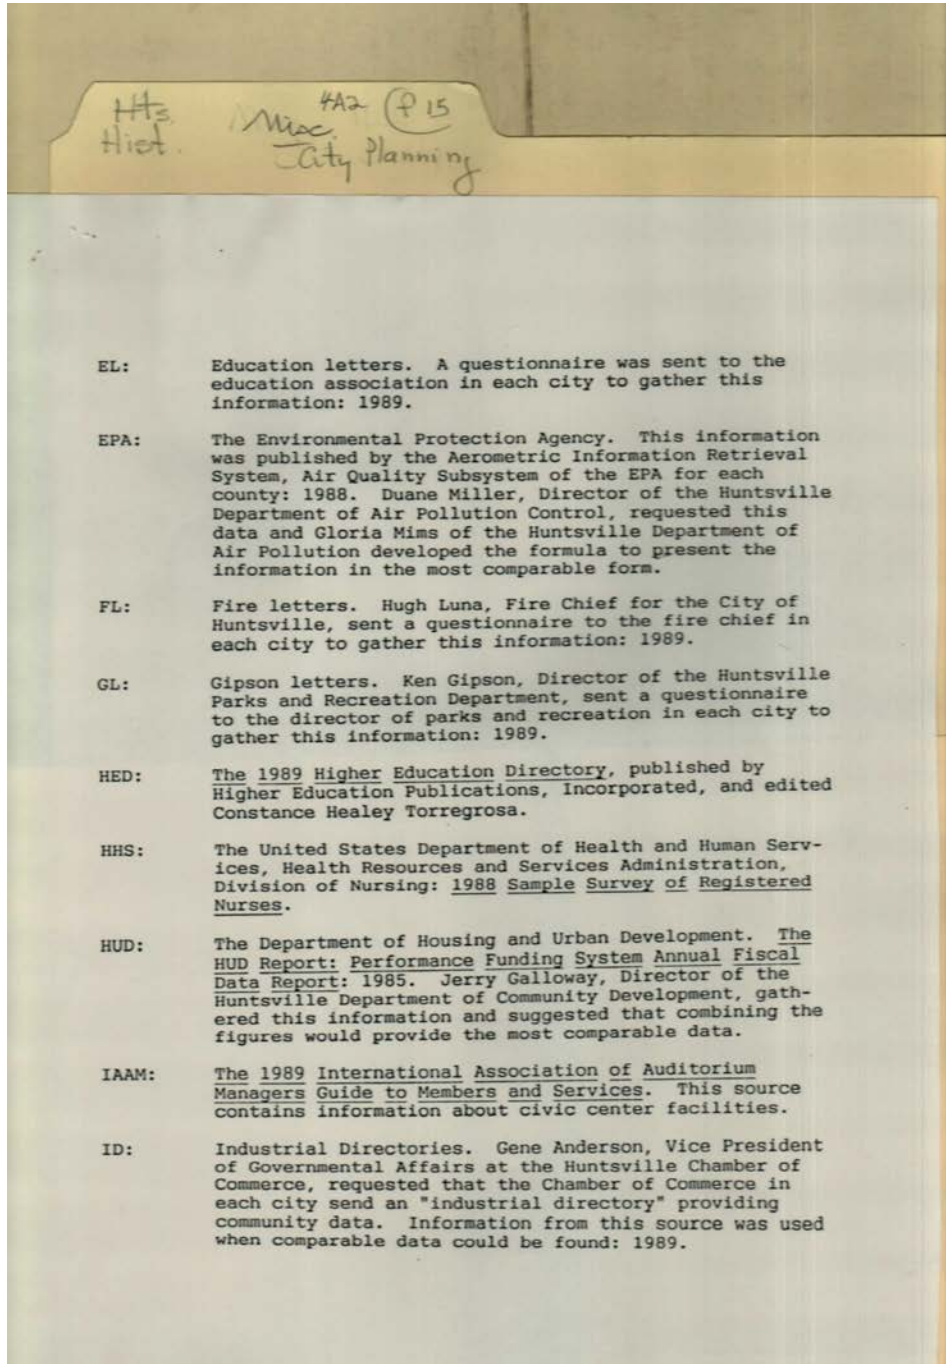 Hts. Misc. 4A2 P 15
Hist. City Planning
EL: Education letters. A questionnaire was sent to the
education association in each city to gather this
information: 1989.
EPA: The Environmental Protection Agency. This information
was published by the Aerometric Information Retrieval
System, Air Quality Subsystem of the EPA for each
county: 1988. Duane Miller, Director of the Huntsville
Department of Air Pollution Control, requested this
data and Gloria Mims of the Huntsville Department of
Air Pollution developed the formula to present the
information in the most comparable form.
FL: Fire letters. Hugh Luna, Fire Chief for the City of
Huntsville, sent a questionnaire to the fire chief in
each city to gather this information: 1989.
GL: Gipson letters. Ken Gipson, Director of the Huntsville
Parks and Recreation Department, sent a questionnaire
to the director of parks and recreation in each city to
gather this information: 1989.
HED: The 1989 Higher Education Directory, published by
Higher Education Publications, Incorporated, and edited
Constance Healey Torregrosa.
HHS: The United States Department of Health and Human Serv-
ices, Health Resources and Services Administration,
Division of Nursing: 1988 Sample Survey of Registered
Nurses.
HUD: The Department of Housing and Urban Development. The
HUD Report: Performance Funding System Annual Fiscal
Data Report: 1985. Jerry Galloway, Director of the
Huntsville Department of Community Development, gath-
ered this information and suggested that combining the
figures would provide the most comparable data.
IAAM: The 1989 International Association of Auditorium
Managers Guide to Members and Services. This source
contains information about civic center facilities.
ID: Industrial Directories. Gene Anderson, Vice President
of Governmental Affairs at the Huntsville Chamber of
Commerce, requested that the Chamber of Commerce in
each city send an "industrial directory" providing
community data. Information from this source was used
when comparable data could be found: 1989.